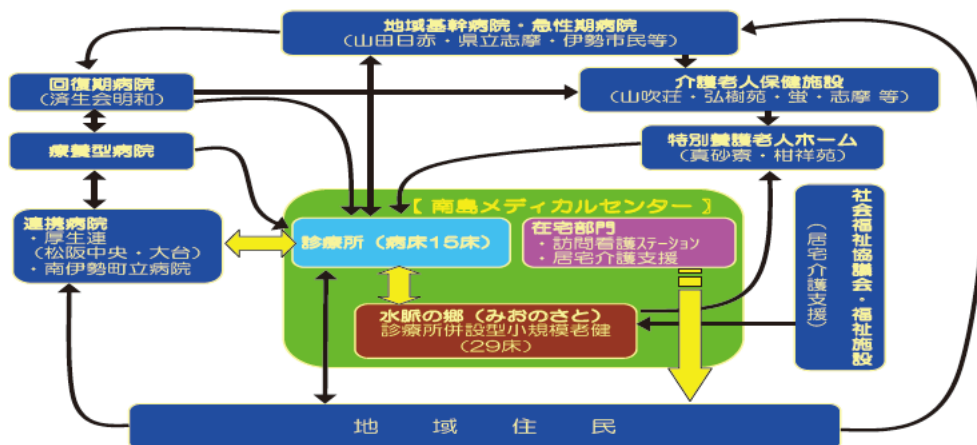 地域基幹病院・急性期病院
(山田日赤・県立志摩・伊勢市民等)
回復期病院
(済生会明和)
介護老人保健施設
(山吹荘・弘樹苑・蛍・志摩 等)
療養型病院
特別養護老人ホーム
(真砂寮・柑祥苑)
【 南島メディカルセンター 】
連携病院
・厚生連
(松阪中央・大台)
・南伊勢町立病院
診療所 (病床15床)
在宅部門
・訪問看護ステーション
・居宅介護支援
社会福祉協議会・福祉施設
(居宅介護支援)
水脈の郷 (みおのさと)
診療所併設型小規模老健
(29床)
地 域 住 民